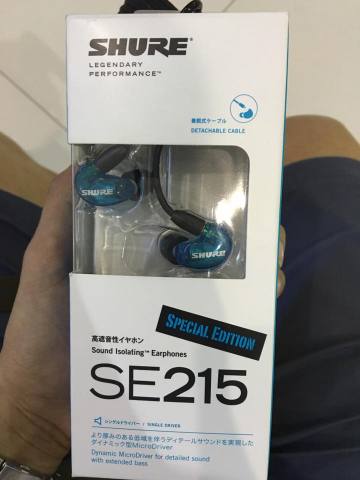 SHURE®
LEGENDARY
PERFORMANCE™
着脱式ケーブル
DETACHABLE CABLE
SHURE
SHURE
SPECIAL EDITION
高遮音性イヤホン
Sound Isolating™ Earphones
SE215
シングルドライバー / SINGLE DRIVER
より厚みのある低域を伴うディテールサウンドを実現した
ダイナミック型MicroDriver
Dynamic MicroDriver for detailed sound
with extended bass